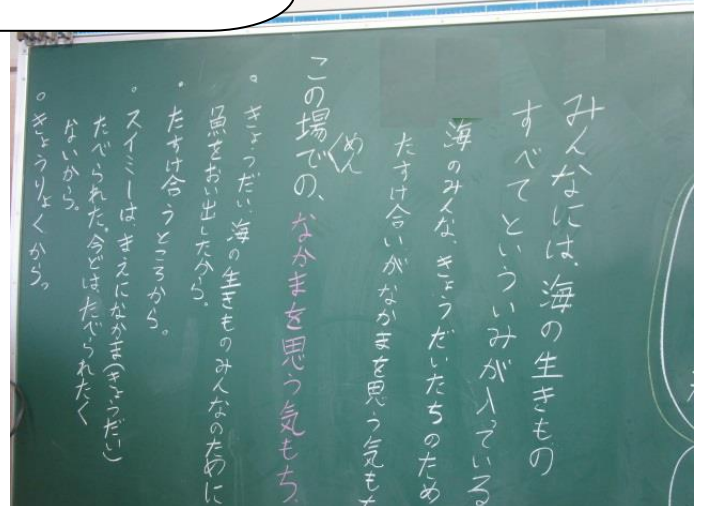 みんなには、海の生きもの
すべてといういみが入っている
海のみんな、きょうだいたちのため
たすけ合いがなかまを思う気も
この場での、なかまを思う気もち、
めん
。きょうだい、海の生きものみんなのために
魚をおい出したから。
・たすけ合うところから。
。スイミーは、まえになかま(きょうだい)
たべられた。今どは、たべられたく
ないから。
。きょうりょくから。